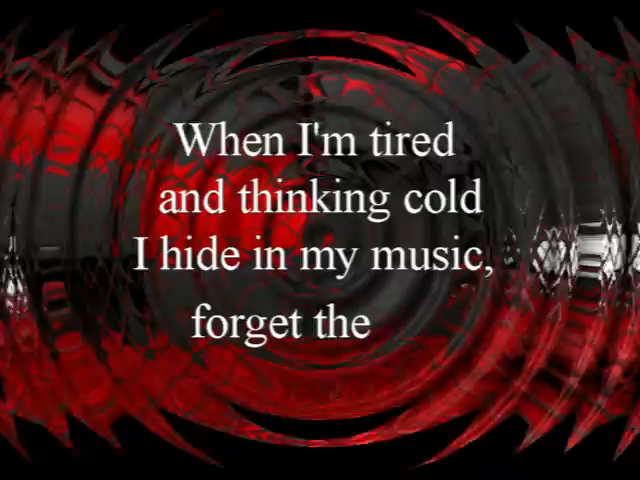 When I'm tired
and thinking cold
I hide in my music,
forget the